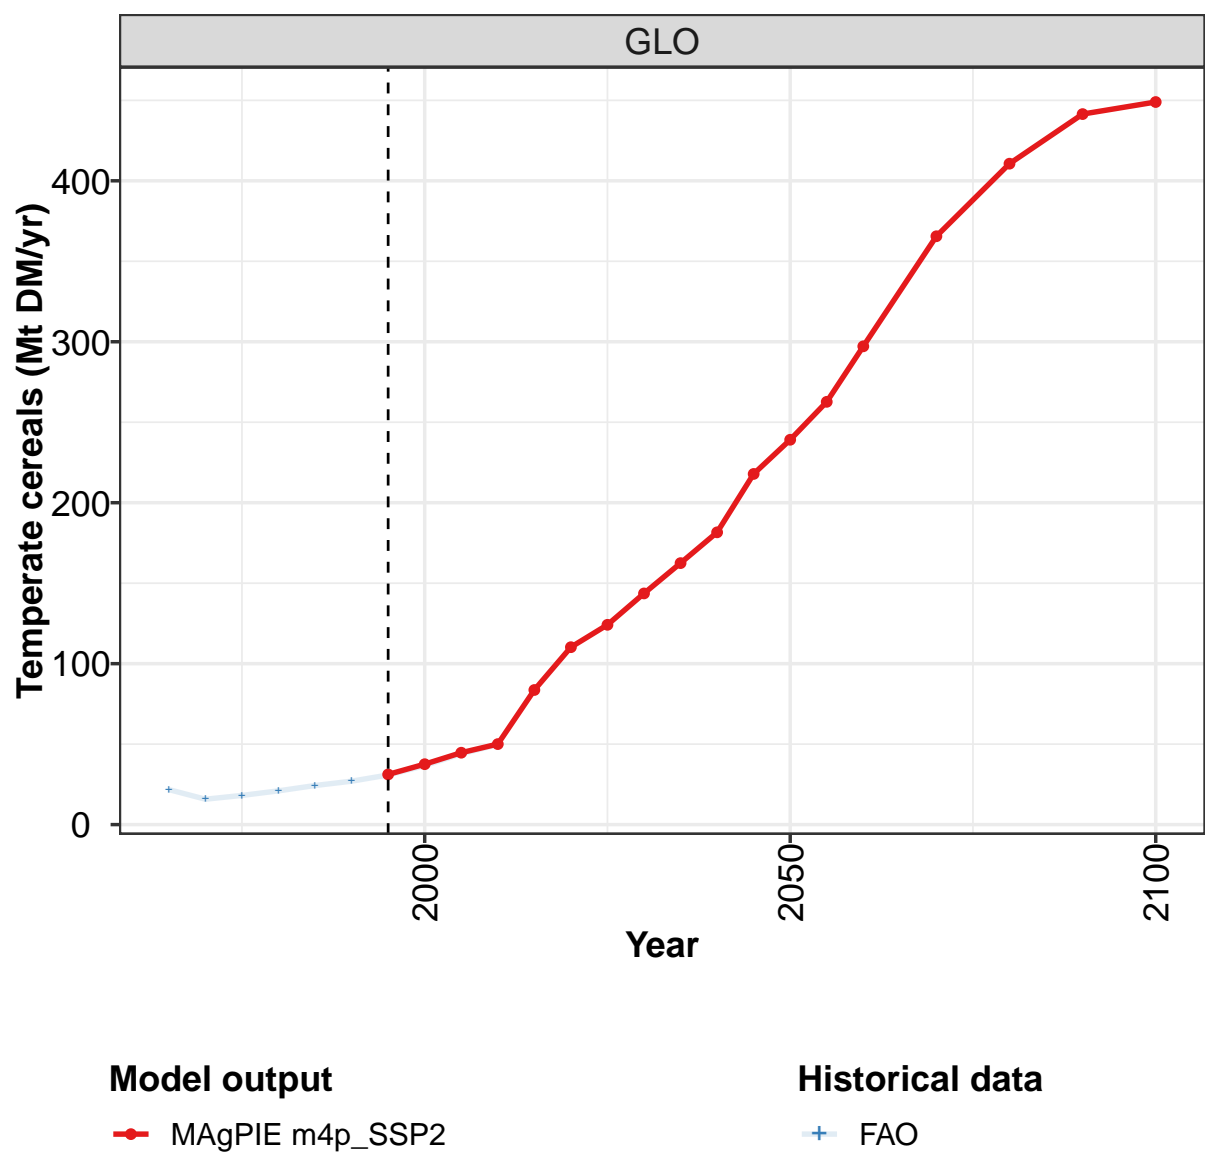 GLO
Temperate cereals (Mt DM/yr)
400
300
200
100
0
2000
2050
2100
Year
Model output
Historical data
MAgPIE m4p_SSP2
FAO